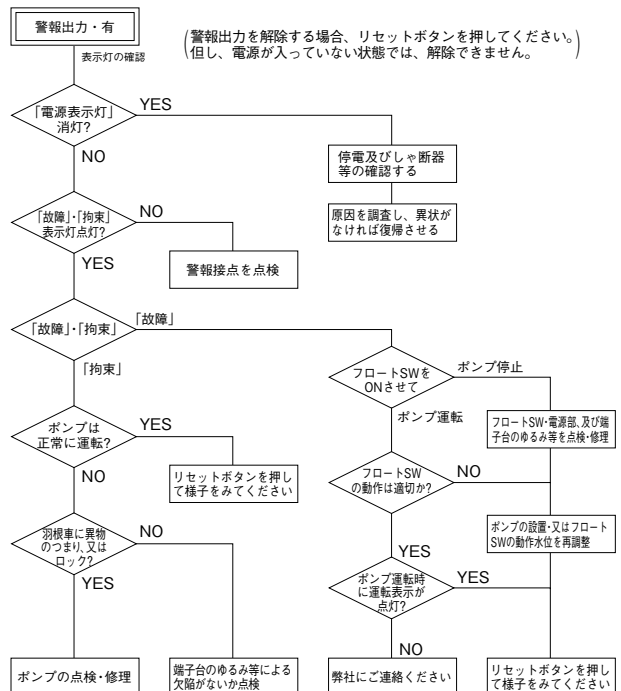 警報出力・有
(警報出力を解除する場合、リセットボタンを押してください。
但し、電源が入っていない状態では、解除できません。)
表示灯の確認
「電源表示灯」
消灯?
YES
NO
停電及びしゃ断器
等の確認する
原因を調査し、異状が
なければ復帰させる
「故障」・「拘束」
表示灯点灯?
NO
YES
警報接点を点検
「故障」・「拘束」
「故障」
「拘束」
フロートSWを
ONさせて
ポンプ停止
ポンプ運転
フロートSW・電源部、及び端
子台のゆるみ等を点検・修理
ポンプは
正常に運転?
YES
NO
リセットボタンを押し
て様子をみてください
フロートSW
の動作は適切か?
NO
YES
ポンプの設置・又はフロート
SWの動作水位を再調整
羽根車に異物
のつまり、又は
ロック?
NO
YES
ポンプ運転時
に運転表示が
点灯?
YES
NO
ポンプの点検・修理
端子台のゆるみ等による
欠陥がないか点検
弊社にご連絡ください
リセットボタンを押し
て様子をみてください